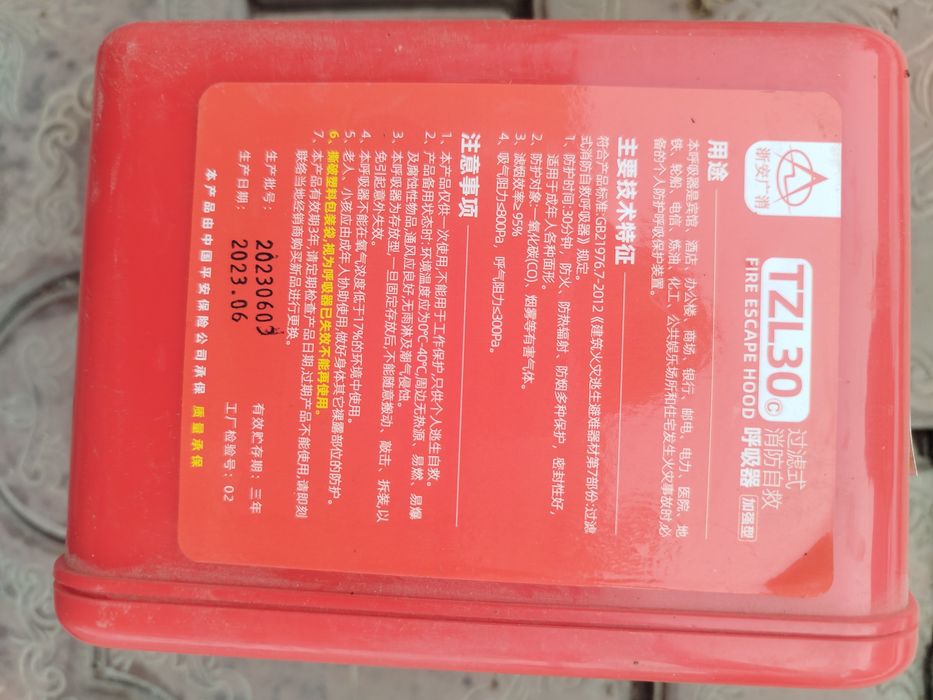 浙安广消
TZL30©
FIRE ESCAPE HOOD
过滤式
消防自救
呼吸器 加强型
用途
本呼吸器是宾馆、酒店、办公楼、商场、银行、邮电、电力、医院、地
铁、轮船、电信、炼油、化工、公共娱乐场所和住宅发生火灾事故时,必
备的个人防护呼吸保护装置。
主要技术特征
符合产品标准:GB21976.7-2012《建筑火灾逃生避难器材第7部份:过滤
式消防自救呼吸器》规定。
1、防护时间:30分钟,防火、防热辐射、防烟多种保护,密封性好,
适用于成年人各种面形。
2、防护对象:一氧化碳(CO)、烟雾等有害气体。
3、滤烟效率≥95%
4、吸气阻力≥800Pa,呼气阻力≤300Pa。
注意事项
1、本产品仅供一次使用,不能用于工作保护,只供个人逃生自救。
2、产品备用状态时:环境温度应为0℃-40℃,周边无热源、易燃、易爆
及腐蚀性物品,通风应良好,无雨淋及潮气侵蚀。
3、本呼吸器为存放型,一旦固定存放后,不能随意搬动、敲击、拆装,以
免引起意外失效。
4、本呼吸器不能在氧气浓度低于17%的环境中使用。
5、老人、小孩应由成年人协助使用,做好身体其它裸露部位的防护。
6、撕破塑料包装袋,视为呼吸器已失效不能再使用。
7、本产品有效期3年,请定期检查产品日期,过期产品,不能使用,请即刻
联络当地经销商购买新品进行更换。
生产批号: 20230603 有效贮存期:三年
生产日期: 2023.06 工厂检验号:02
本产品由中国平安保险公司承保 质量承保